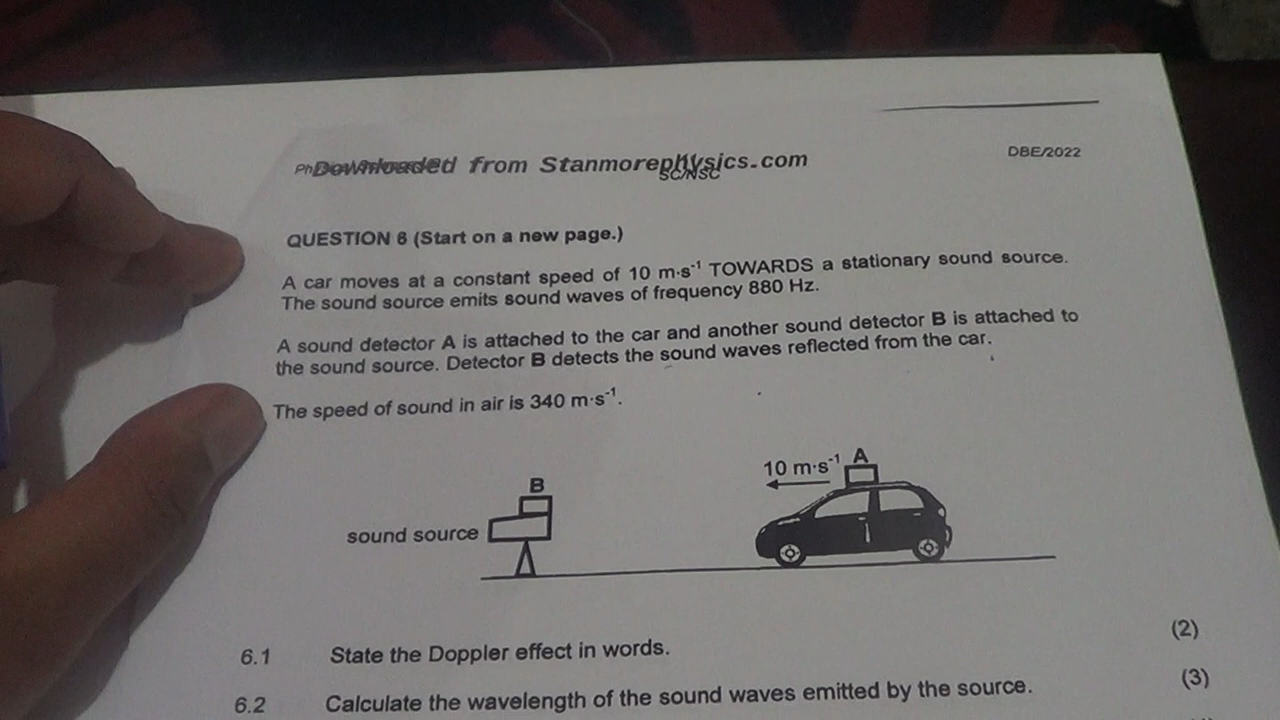 Downloaded from Stanmorephysics.com
SC/NSC
DBE/2022
QUESTION 6 (Start on a new page.)
A car moves at a constant speed of 10 m·s⁻¹ TOWARDS a stationary sound source.
The sound source emits sound waves of frequency 880 Hz.
A sound detector A is attached to the car and another sound detector B is attached to
the sound source. Detector B detects the sound waves reflected from the car.
The speed of sound in air is 340 m·s⁻¹.
10 m·s⁻¹ A
B
sound source
6.1 State the Doppler effect in words. (2)
6.2 Calculate the wavelength of the sound waves emitted by the source. (3)